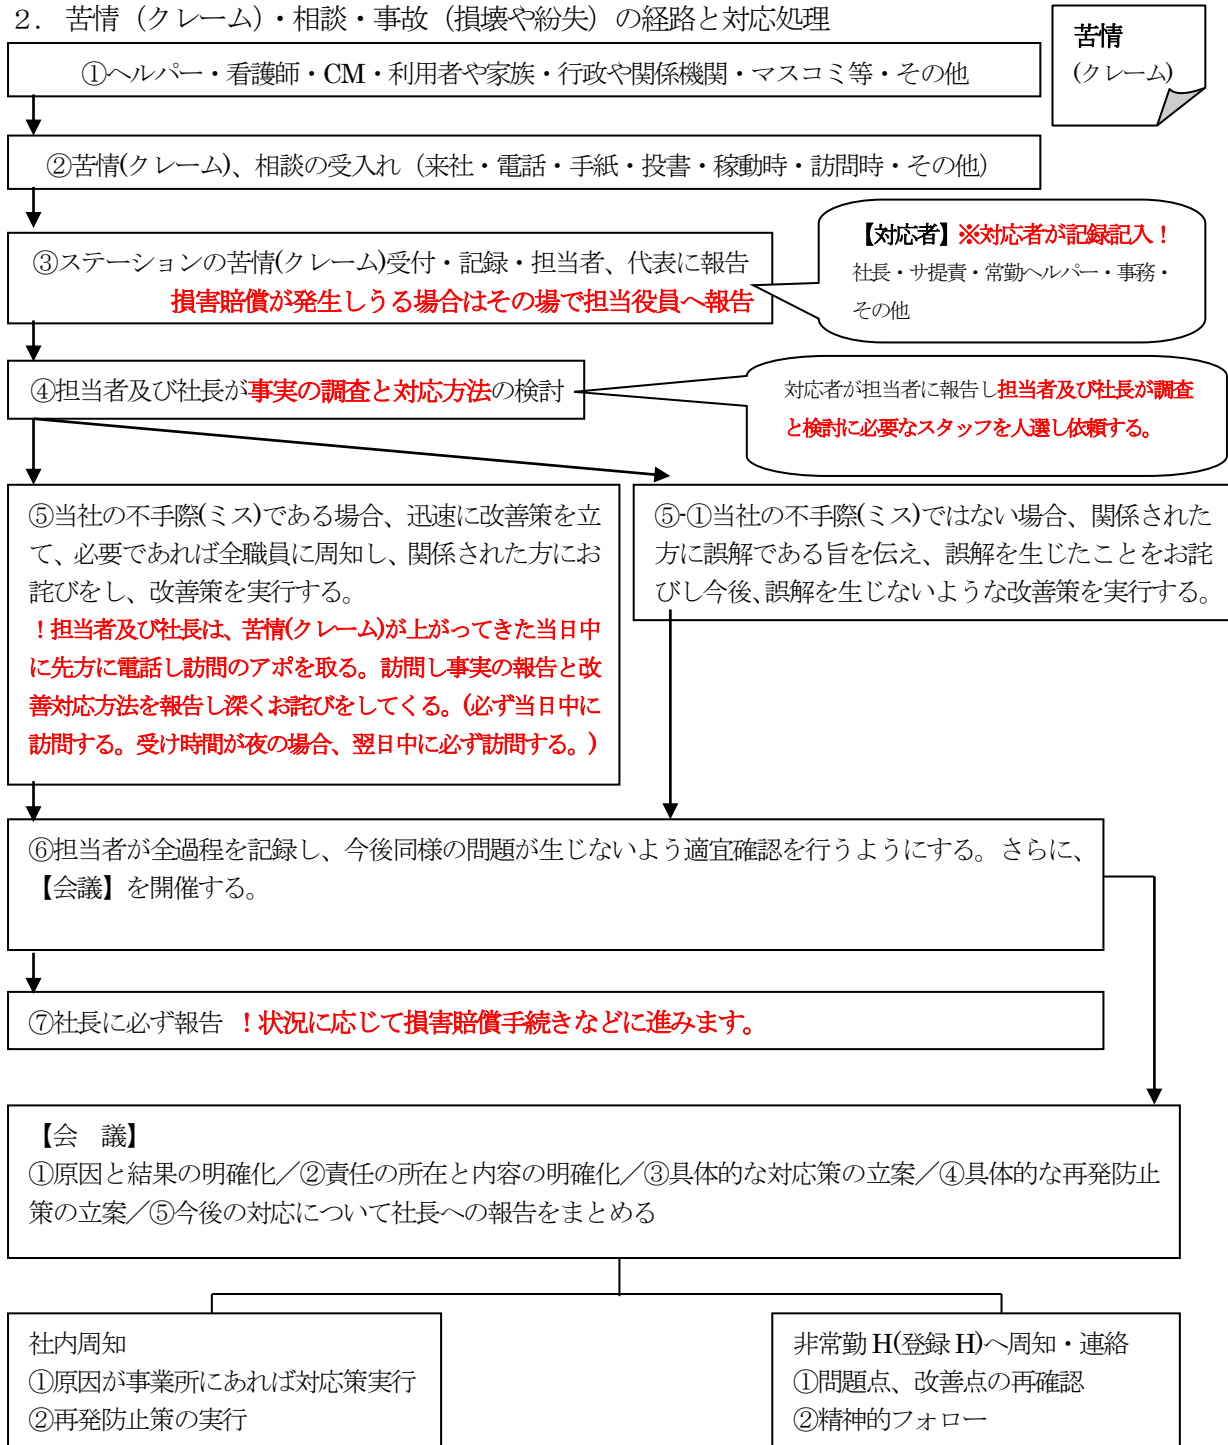 2．苦情（クレーム）・相談・事故（損壊や紛失）の経路と対応処理
苦情
(クレーム)
①ヘルパー・看護師・CM・利用者や家族・行政や関係機関・マスコミ等・その他
②苦情(クレーム)、相談の受入れ（来社・電話・手紙・投書・稼動時・訪問時・その他）
③ステーションの苦情(クレーム)受付・記録・担当者、代表に報告
損害賠償が発生しうる場合はその場で担当役員へ報告
【対応者】※対応者が記録記入！
社長・サ提責・常勤ヘルパー・事務・
その他
④担当者及び社長が事実の調査と対応方法の検討
対応者が担当者に報告し担当者及び社長が調査
と検討に必要なスタッフを人選し依頼する。
⑤当社の不手際(ミス)である場合、迅速に改善策を立
て、必要であれば全職員に周知し、関係された方にお
詫びをし、改善策を実行する。
！担当者及び社長は、苦情(クレーム)が上がってきた当日中
に先方に電話し訪問のアポを取る。訪問し事実の報告と改
善対応方法を報告し深くお詫びをしてくる。(必ず当日中に
訪問する。受け時間が夜の場合、翌日中に必ず訪問する。)
⑤-①当社の不手際(ミス)ではない場合、関係された
方に誤解である旨を伝え、誤解を生じたことをお詫
びし今後、誤解を生じないような改善策を実行する。
⑥担当者が全過程を記録し、今後同様の問題が生じないよう適宜確認を行うようにする。さらに、
【会議】を開催する。
⑦社長に必ず報告　！状況に応じて損害賠償手続きなどに進みます。
【会　議】
①原因と結果の明確化／②責任の所在と内容の明確化／③具体的な対応策の立案／④具体的な再発防止
策の立案／⑤今後の対応について社長への報告をまとめる
社内周知
①原因が事業所にあれば対応策実行
②再発防止策の実行
非常勤 H(登録 H)へ周知・連絡
①問題点、改善点の再確認
②精神的フォロー